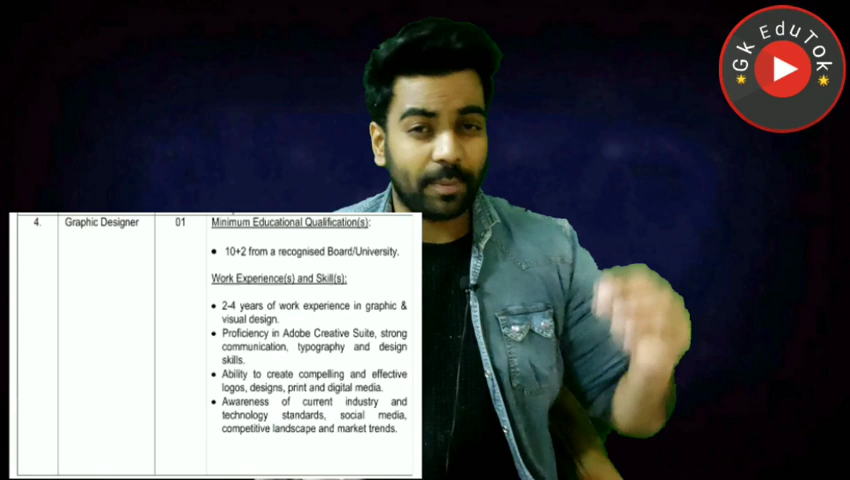 Gk EduTok
4. Graphic Designer 01 Minimum Educational Qualification(s):
• 10+2 from a recognised Board/University.
Work Experience(s) and Skill(s):
• 2-4 years of work experience in graphic &
visual design.
• Proficiency in Adobe Creative Suite, strong
communication, typography and design
skills.
• Ability to create compelling and effective
logos, designs, print and digital media.
• Awareness of current industry and
technology standards, social media,
competitive landscape and market trends.